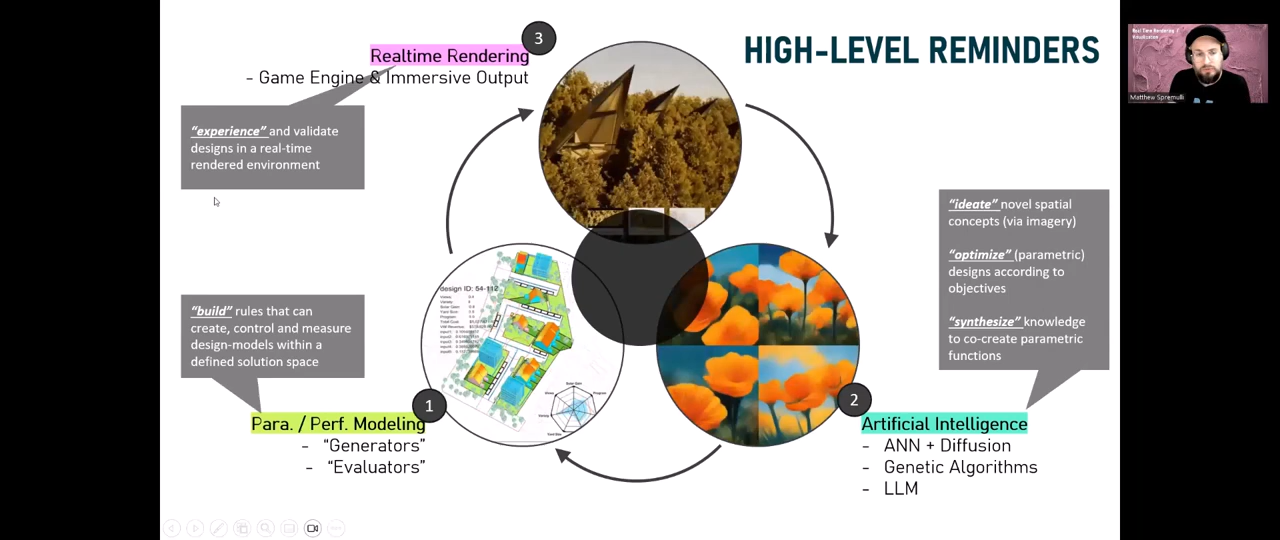 HIGH-LEVEL REMINDERS
3
Realtime Rendering
- Game Engine & Immersive Output
"experience" and validate
designs in a real-time
rendered environment
"build" rules that can
create, control and measure
design-models within a
defined solution space
1
Para. / Perf. Modeling
- "Generators"
- "Evaluators"
design ID: 54-112
"ideate" novel spatial
concepts (via imagery)
"optimize" (parametric)
designs according to
objectives
"synthesize" knowledge
to co-create parametric
functions
2
Artificial Intelligence
- ANN + Diffusion
- Genetic Algorithms
- LLM
Real Time Rendering /
Matthew Spremulli